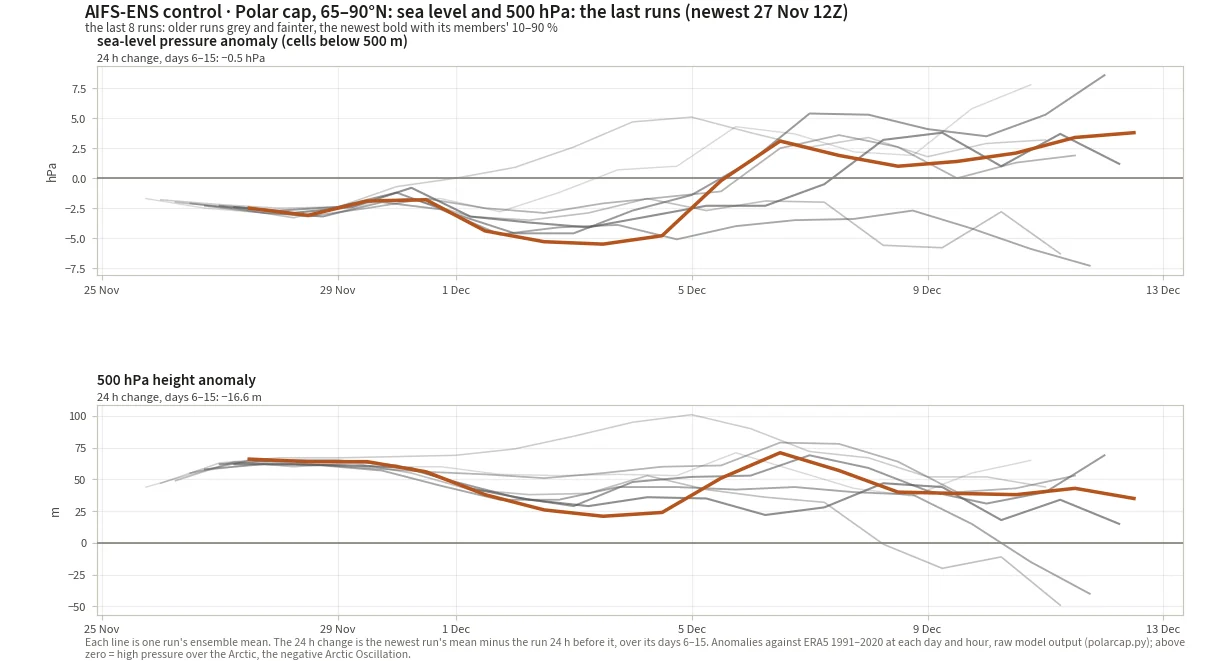 AIFS-ENS control · Polar cap, 65–90°N: sea level and 500 hPa: the last runs (newest 27 Nov 12Z)
the last 8 runs: older runs grey and fainter, the newest bold with its members' 10–90 %
sea-level pressure anomaly (cells below 500 m)
24 h change, days 6–15: −0.5 hPa
7.5
5.0
2.5
0.0
−2.5
−5.0
−7.5
hPa
25 Nov 29 Nov 1 Dec 5 Dec 9 Dec 13 Dec
500 hPa height anomaly
24 h change, days 6–15: −16.6 m
100
75
50
25
0
−25
−50
m
25 Nov 29 Nov 1 Dec 5 Dec 9 Dec 13 Dec
Each line is one run's ensemble mean. The 24 h change is the newest run's mean minus the run 24 h before it, over its days 6–15. Anomalies against ERA5 1991–2020 at each day and hour, raw model output (polarcap.py); above
zero = high pressure over the Arctic, the negative Arctic Oscillation.